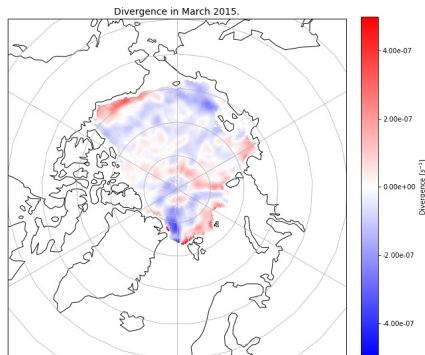 Divergence in March 2015.
4.00e-07
2.00e-07
0.00e+00
-2.00e-07
-4.00e-07
Divergence [s⁻¹]